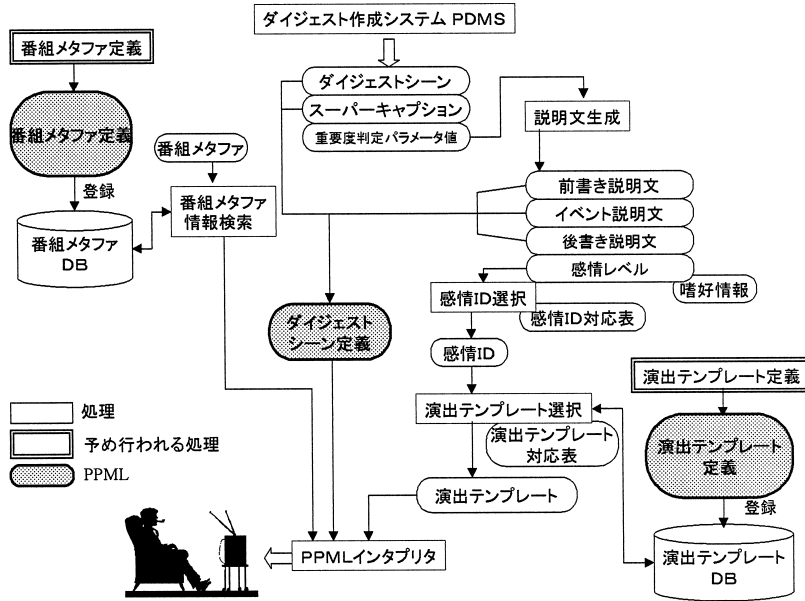 ダイジェスト作成システム PDMS
番組メタファ定義
ダイジェストシーン
スーパーキャプション
重要度判定パラメータ値
説明文生成
番組メタファ定義
番組メタファ
登録
番組メタファ
情報検索
番組メタファ
DB
前書き説明文
イベント説明文
後書き説明文
感情レベル
嗜好情報
感情ID選択
感情ID対応表
ダイジェスト
シーン定義
感情ID
演出テンプレート定義
演出テンプレート選択
演出テンプレート
対応表
演出テンプレート
定義
処理
予め行われる処理
PPML
演出テンプレート
登録
PPMLインタプリタ
演出テンプレート
DB